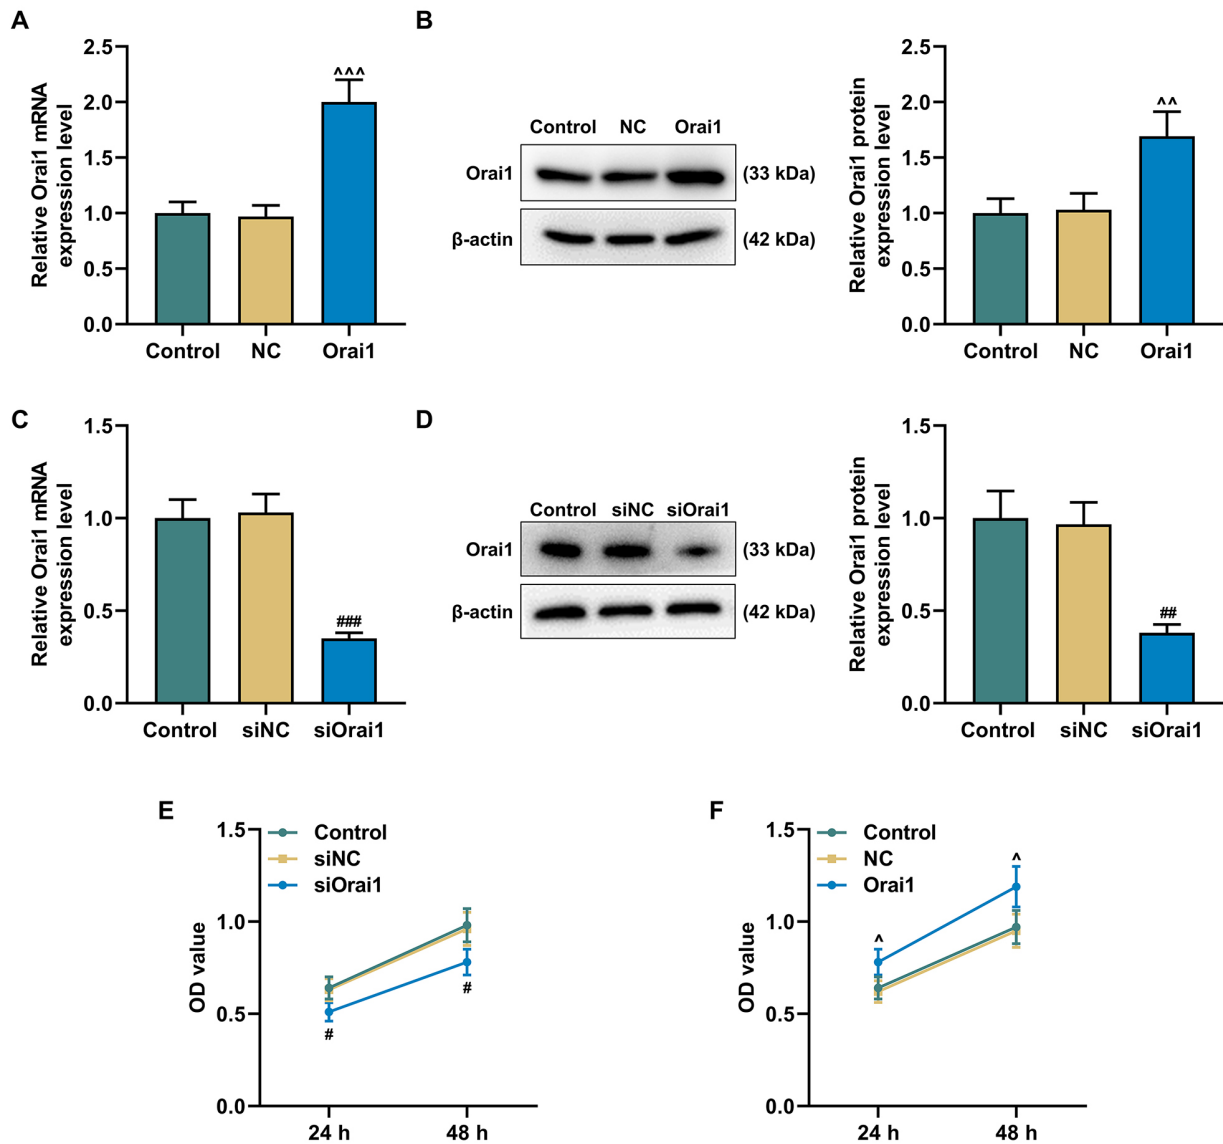 A
Relative Orai1 mRNA
expression level
2.5
2.0
1.5
1.0
0.5
0.0
^^^
Control NC Orai1
B
Control NC Orai1
Orai1 (33 kDa)
β-actin (42 kDa)
Relative Orai1 protein
expression level
2.5
2.0
1.5
1.0
0.5
0.0
^^
Control NC Orai1
C
Relative Orai1 mRNA
expression level
1.5
1.0
0.5
0.0
###
Control siNC siOrai1
D
Control siNC siOrai1
Orai1 (33 kDa)
β-actin (42 kDa)
Relative Orai1 protein
expression level
1.5
1.0
0.5
0.0
##
Control siNC siOrai1
E
OD value
1.5
1.0
0.5
0.0
Control
siNC
siOrai1
#
#
24 h 48 h
F
OD value
1.5
1.0
0.5
0.0
Control
NC
Orai1
^
^
24 h 48 h